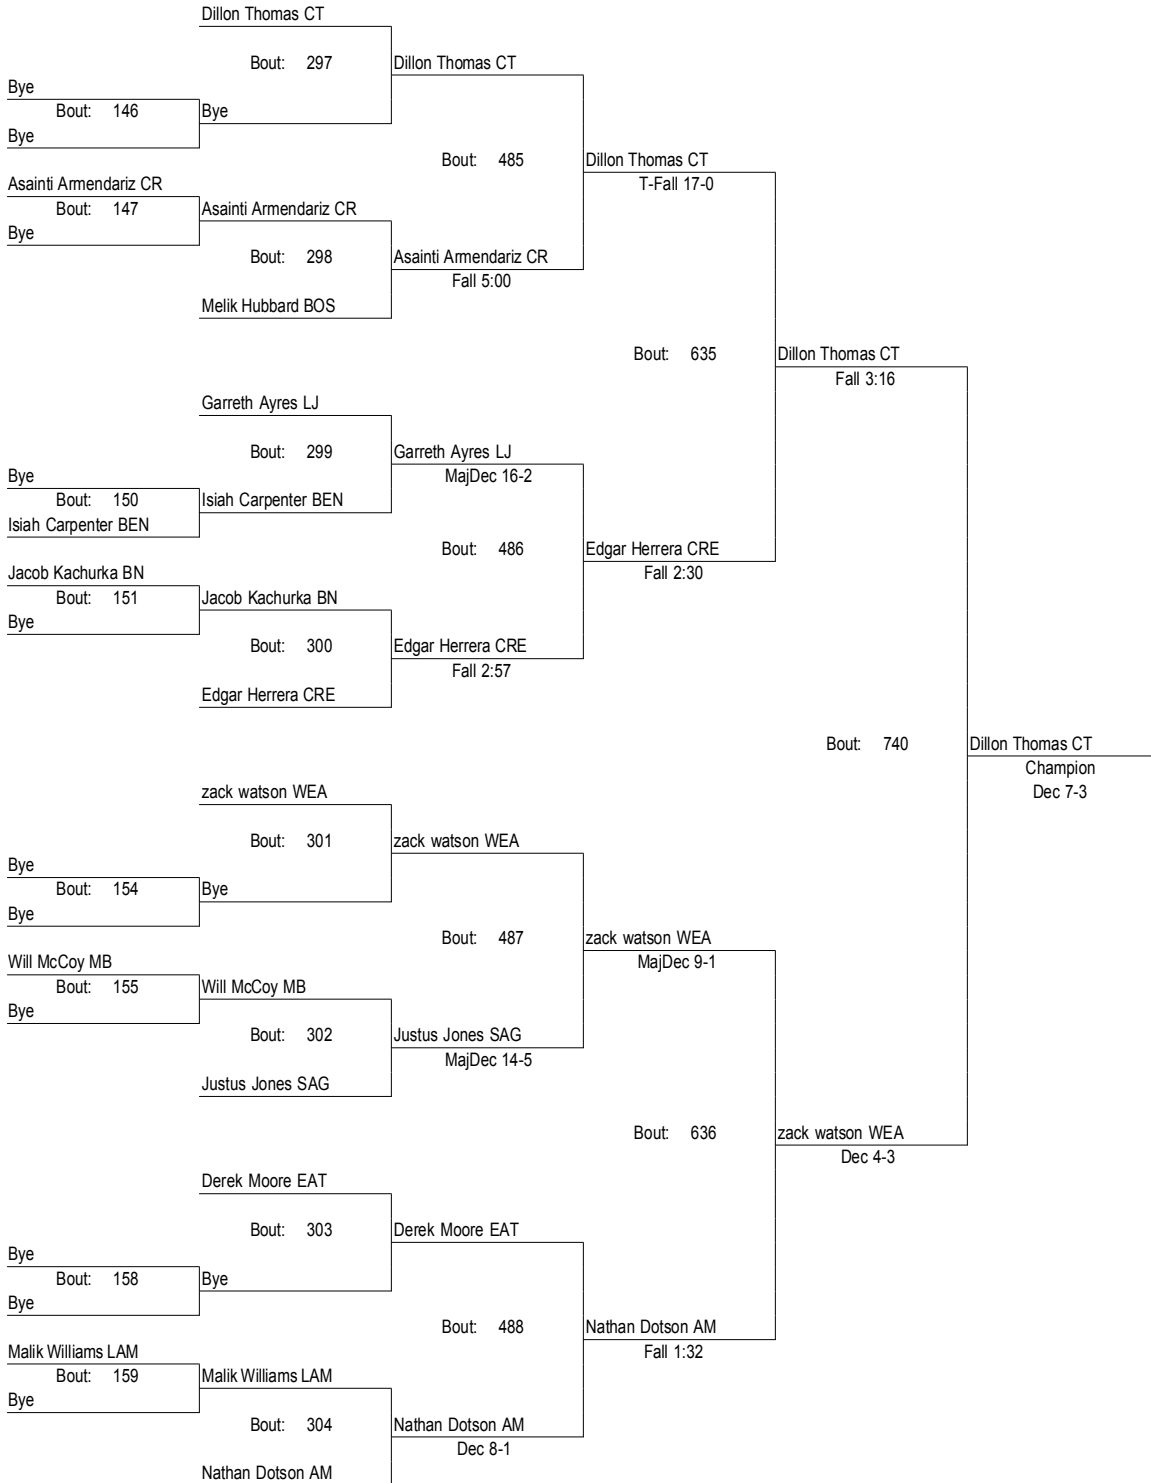 Dillon Thomas CT
Bout: 297
Dillon Thomas CT
Bye
Bout: 146
Bye
Bye
Bout: 485
Dillon Thomas CT
T-Fall 17-0
Asainti Armendariz CR
Bout: 147
Asainti Armendariz CR
Bye
Bout: 298
Asainti Armendariz CR
Fall 5:00
Melik Hubbard BOS
Bout: 635
Dillon Thomas CT
Fall 3:16
Garreth Ayres LJ
Bout: 299
Garreth Ayres LJ
MajDec 16-2
Bye
Bout: 150
Isiah Carpenter BEN
Isiah Carpenter BEN
Bout: 486
Edgar Herrera CRE
Fall 2:30
Jacob Kachurka BN
Bout: 151
Jacob Kachurka BN
Bye
Bout: 300
Edgar Herrera CRE
Fall 2:57
Edgar Herrera CRE
Bout: 740
Dillon Thomas CT
Champion
Dec 7-3
zack watson WEA
Bout: 301
zack watson WEA
Bye
Bout: 154
Bye
Bye
Bout: 487
zack watson WEA
MajDec 9-1
Will McCoy MB
Bout: 155
Will McCoy MB
Bye
Bout: 302
Justus Jones SAG
MajDec 14-5
Justus Jones SAG
Bout: 636
zack watson WEA
Dec 4-3
Derek Moore EAT
Bout: 303
Derek Moore EAT
Bye
Bout: 158
Bye
Bye
Bout: 488
Nathan Dotson AM
Fall 1:32
Malik Williams LAM
Bout: 159
Malik Williams LAM
Bye
Bout: 304
Nathan Dotson AM
Dec 8-1
Nathan Dotson AM